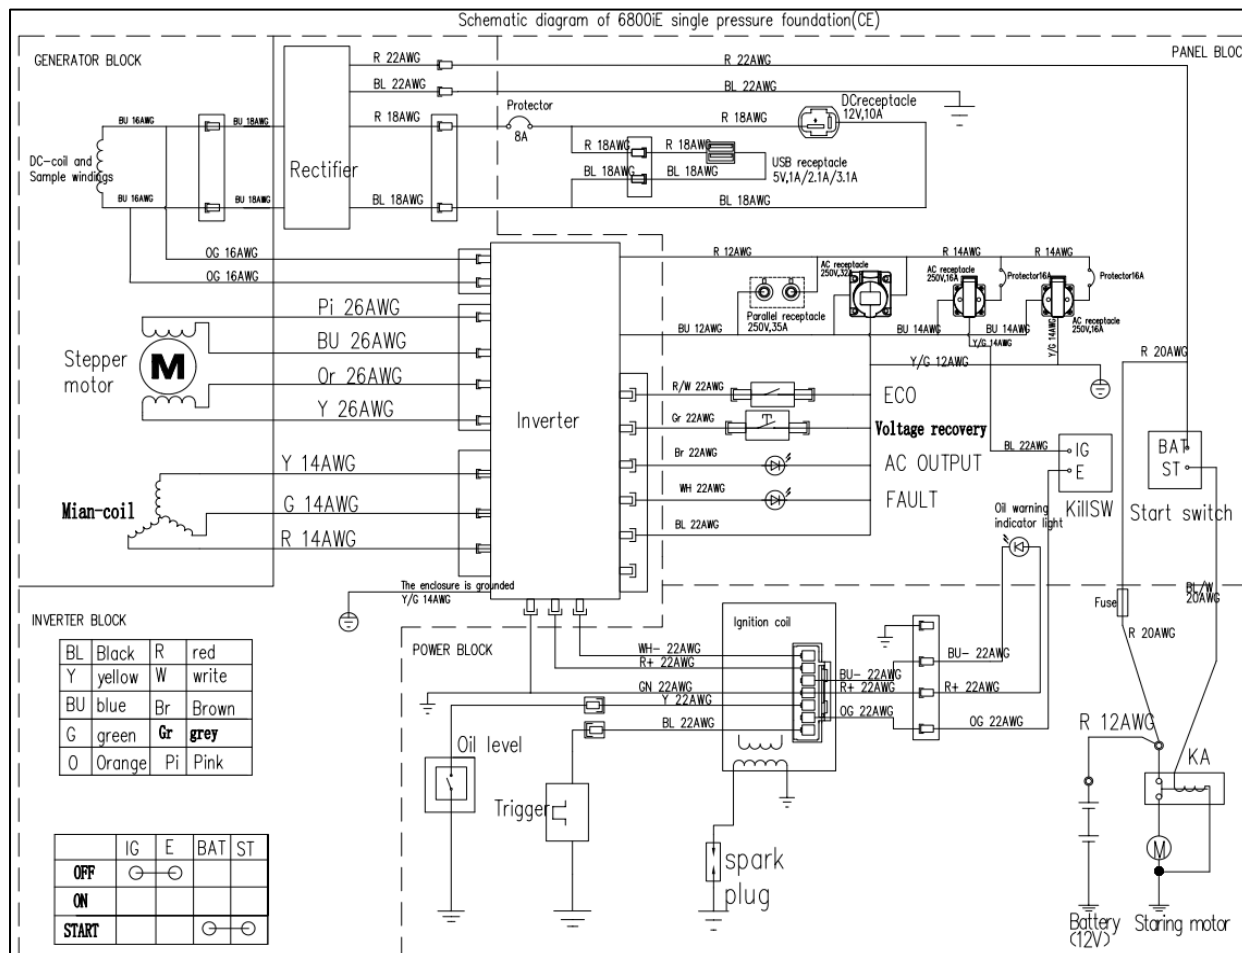 Schematic diagram of 6800iE single pressure foundation(CE)
GENERATOR BLOCK
PANEL BLOC
R 22AWG
R 22AWG
BL 22AWG
BL 22AWG
BU 16AWG
BU 18AWG
R 18AWG
Protector
8A
R 18AWG
DCreceptacle
12V,10A
DC-coil and
Sample windings
Rectifier
R 18AWG
R 18AWG
USB receptacle
5V,1A/2.1A/3.1A
BL 18AWG
BL 18AWG
BU 16AWG
BU 18AWG
BL 18AWG
BL 18AWG
OG 16AWG
OG 16AWG
R 12AWG
AC receptacle
250V,32A
R 14AWG
R 14AWG
AC receptacle
250V,16A
Protector16A
Protector16A
Parallel receptacle
250V,35A
AC receptacle
250V,16A
BU 12AWG
BU 14AWG
BU 14AWG
Y/G 14AWG
Y/G 14AWG
Y/G 12AWG
Pi 26AWG
BU 26AWG
Stepper
motor
M
Or 26AWG
Y 26AWG
Inverter
R/W 22AWG
ECO
Gr 22AWG
Voltage recovery
Br 22AWG
AC OUTPUT
WH 22AWG
FAULT
BL 22AWG
R 20AWG
BL 22AWG
IG
E
KillSW
BAT
ST
Start switch
Y 14AWG
Mian-coil
G 14AWG
R 14AWG
Oil warning
indicator light
The enclosure is grounded
Y/G 14AWG
BL/W
20AWG
Fuse
R 20AWG
INVERTER BLOCK
BL Black R red
Y yellow W write
BU blue Br Brown
G green Gr grey
O Orange Pi Pink
POWER BLOCK
Ignition coil
WH- 22AWG
R+ 22AWG
GN 22AWG
Y 22AWG
BL 22AWG
BU- 22AWG
R+ 22AWG
OG 22AWG
BU- 22AWG
R+ 22AWG
OG 22AWG
R 12AWG
KA
Oil level
Trigger
spark
plug
M
Battery
(12V)
Staring motor
IG E BAT ST
OFF
ON
START